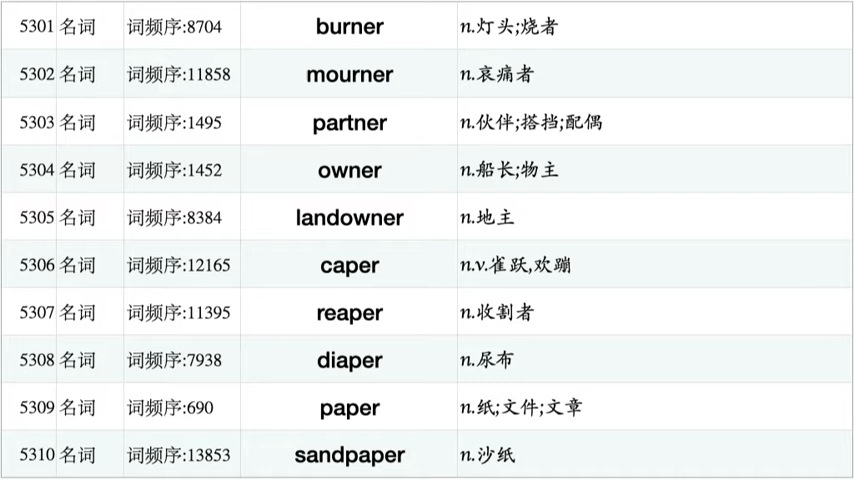 5301 名词 词频序:8704 burner n.灯头;烧者
5302 名词 词频序:11858 mourner n.哀痛者
5303 名词 词频序:1495 partner n.伙伴;搭挡;配偶
5304 名词 词频序:1452 owner n.船长;物主
5305 名词 词频序:8384 landowner n.地主
5306 名词 词频序:12165 caper n.v.雀跃,欢蹦
5307 名词 词频序:11395 reaper n.收割者
5308 名词 词频序:7938 diaper n.尿布
5309 名词 词频序:690 paper n.纸;文件;文章
5310 名词 词频序:13853 sandpaper n.沙纸